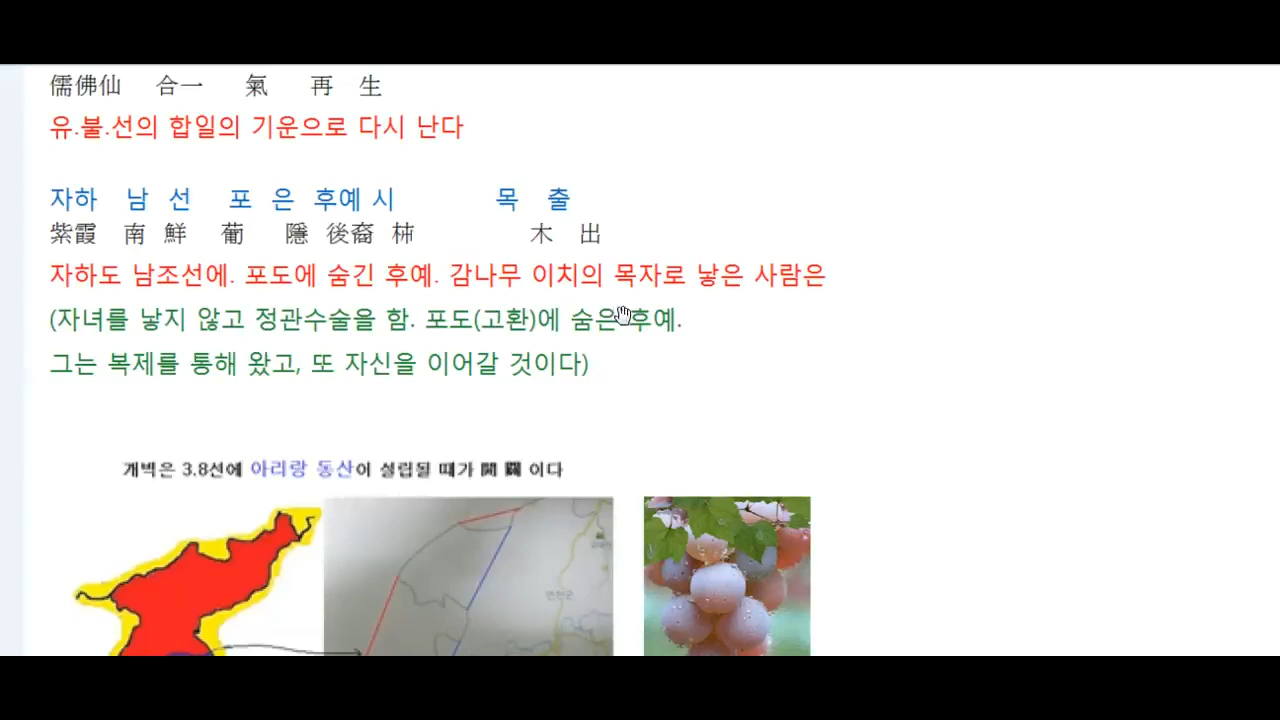 儒佛仙 合一 氣 再 生
유.불.선의 합일의 기운으로 다시 난다
자하 남 선 포 은 후예 시 목 출
紫霞 南 鮮 葡 隱 後裔 枾 木 出
자하도 남조선에. 포도에 숨긴 후예. 감나무 이치의 목자로 낳은 사람은
(자녀를 낳지 않고 정관수술을 함. 포도(고환)에 숨은 후예.
그는 복제를 통해 왔고, 또 자신을 이어갈 것이다)
개벽은 3.8선에 아리랑 동산이 설립될 때가 開 闢 이다